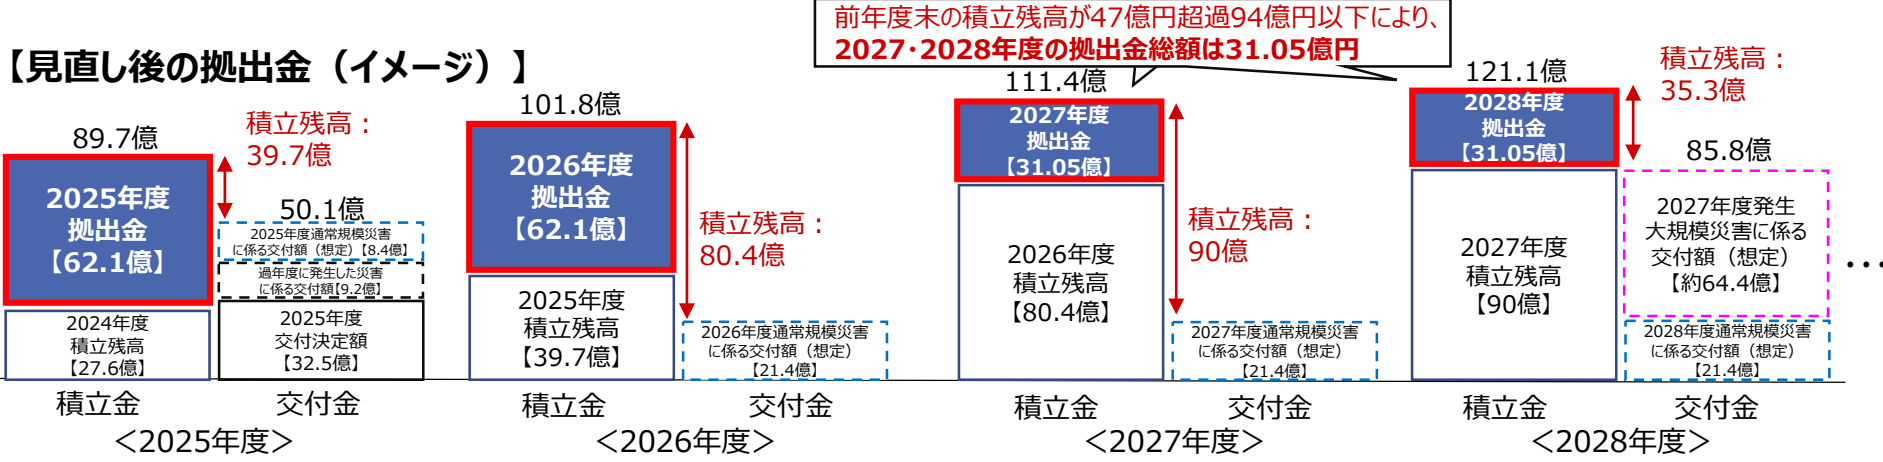 前年度末の積立残高が47億円超過94億円以下により、
2027・2028年度の拠出金総額は31.05億円
【見直し後の拠出金（イメージ）】
89.7億
積立残高：
39.7億
2025年度
拠出金
【62.1億】
2024年度
積立残高
【27.6億】
50.1億
2025年度通常規模災害
に係る交付額（想定）【8.4億】
過年度に発生した災害
に係る交付額【9.2億】
2025年度
交付決定額
【32.5億】
積立金
交付金
＜2025年度＞
101.8億
2026年度
拠出金
【62.1億】
積立残高：
80.4億
2025年度
積立残高
【39.7億】
2026年度通常規模災害
に係る交付額（想定）
【21.4億】
積立金
交付金
＜2026年度＞
111.4億
2027年度
拠出金
【31.05億】
積立残高：
90億
2026年度
積立残高
【80.4億】
2027年度通常規模災害
に係る交付額（想定）
【21.4億】
積立金
交付金
＜2027年度＞
121.1億
2028年度
拠出金
【31.05億】
積立残高：
35.3億
85.8億
2027年度
積立残高
【90億】
2027年度発生
大規模災害に係る
交付額（想定）
【約64.4億】
2028年度通常規模災害
に係る交付額（想定）
【21.4億】
積立金
交付金
＜2028年度＞
…